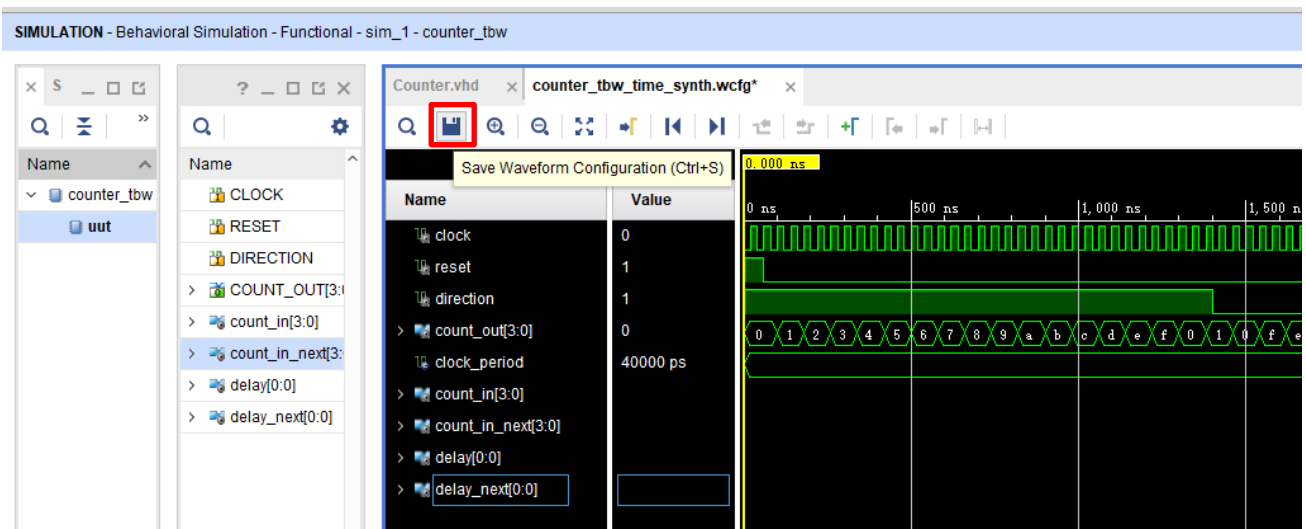 SIMULATION - Behavioral Simulation - Functional - sim_1 - counter_tbw
S
?
Counter.vhd
counter_tbw_time_synth.wcfg*
Save Waveform Configuration (Ctrl+S)
Name
counter_tbw
uut
Name
CLOCK
RESET
DIRECTION
COUNT_OUT[3:
count_in[3:0]
count_in_next[3:
delay[0:0]
delay_next[0:0]
Name Value
clock 0
reset 1
direction 1
count_out[3:0] 0
clock_period 40000 ps
count_in[3:0]
count_in_next[3:0]
delay[0:0]
delay_next[0:0]
0.000 ns
0 ns 500 ns 1,000 ns 1,500 n
0 1 2 3 4 5 6 7 8 9 a b c d e f 0 1 0 f e